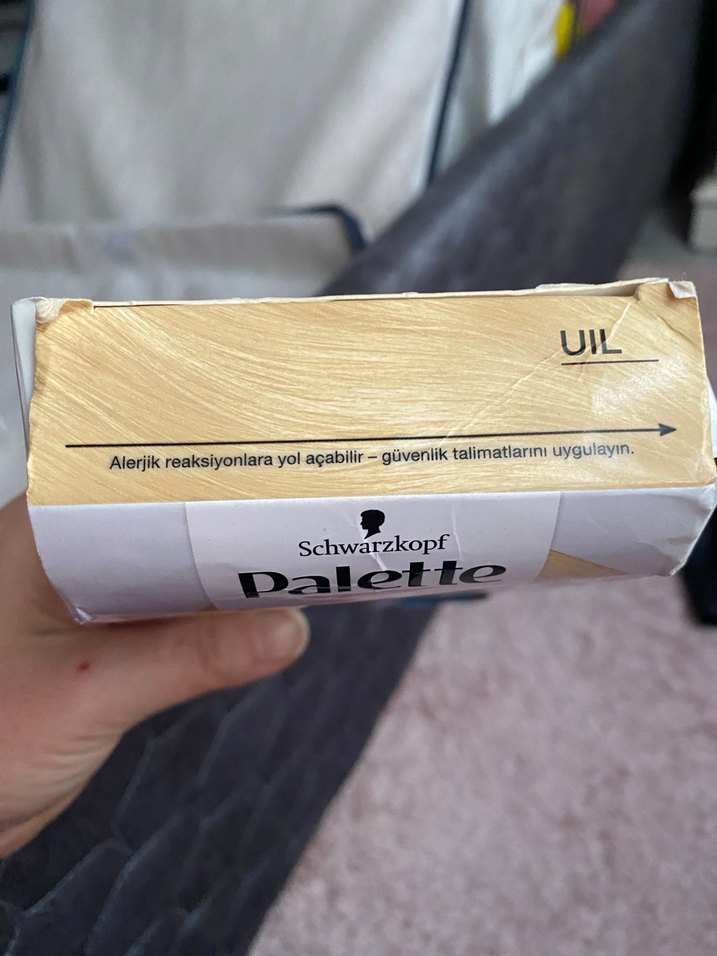 UIL
Alerjik reaksiyonlara yol açabilir – güvenlik talimatlarını uygulayın.
Schwarzkopf
Palette